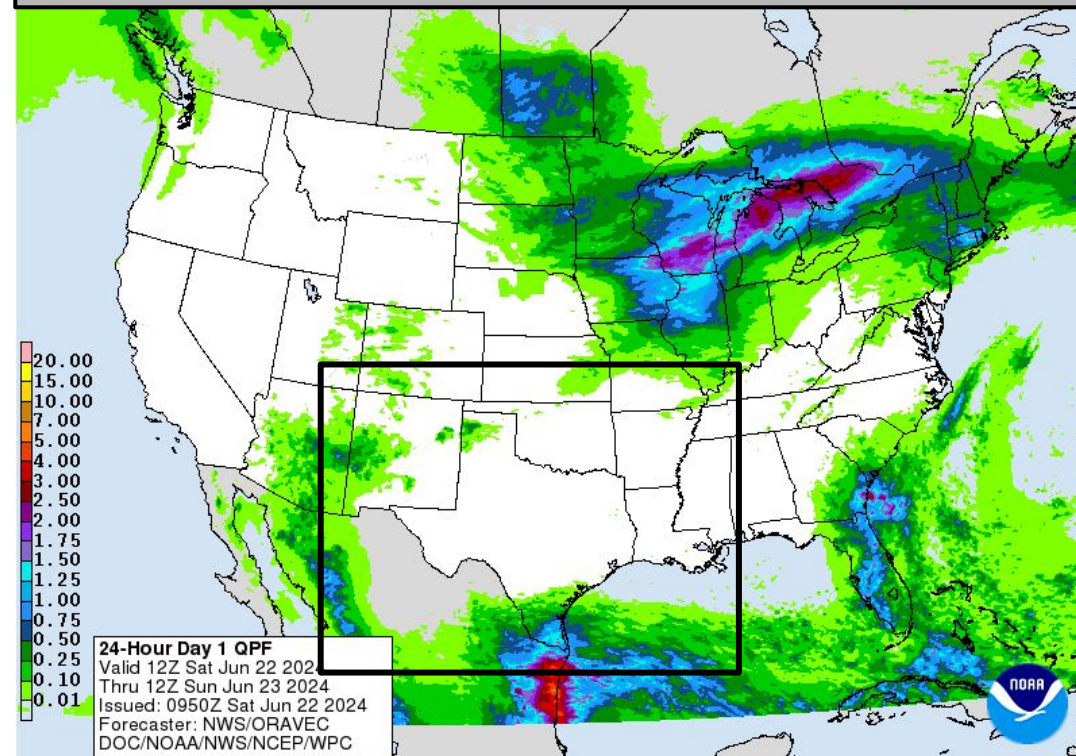 20.00
15.00
10.00
7.00
5.00
4.00
3.00
2.50
2.00
1.75
1.50
1.25
1.00
0.75
0.50
0.25
0.10
0.01
24-Hour Day 1 QPF
Valid 12Z Sat Jun 22 2024
Thru 12Z Sun Jun 23 2024
Issued: 0950Z Sat Jun 22 2024
Forecaster: NWS/ORAVEC
DOC/NOAA/NWS/NCEP/WPC
NOAA